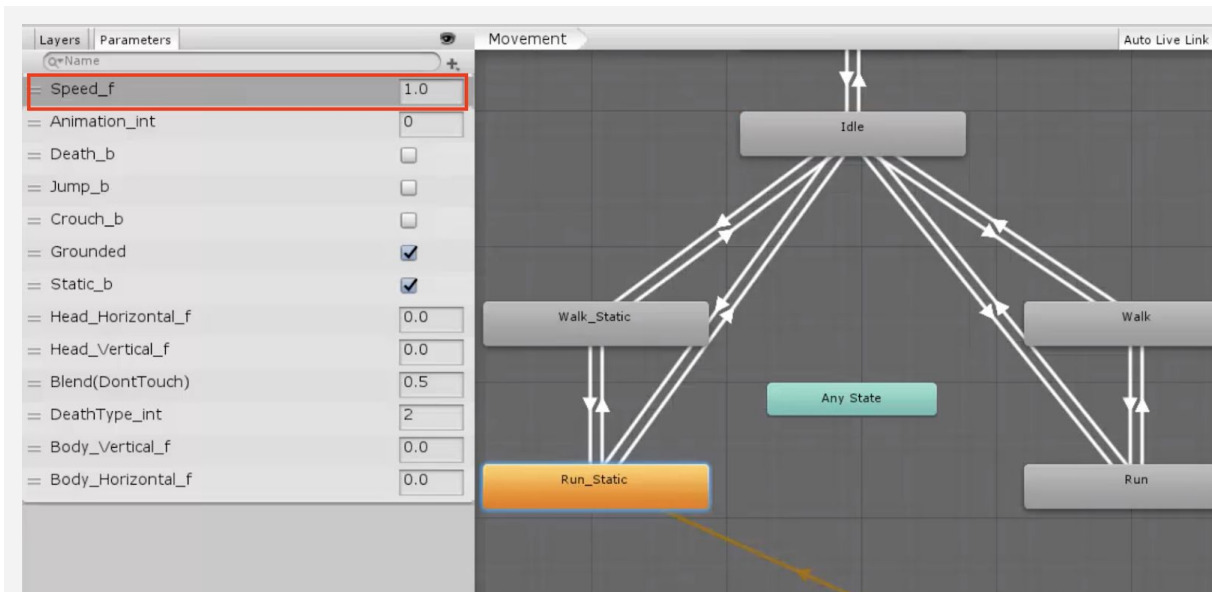 Layers Parameters
Movement
Auto Live Link
Name
Speed_f 1.0
Animation_int 0
Death_b
Jump_b
Crouch_b
Grounded
Static_b
Head_Horizontal_f 0.0
Head_Vertical_f 0.0
Blend(DontTouch) 0.5
DeathType_int 2
Body_Vertical_f 0.0
Body_Horizontal_f 0.0
Idle
Walk_Static
Walk
Any State
Run_Static
Run